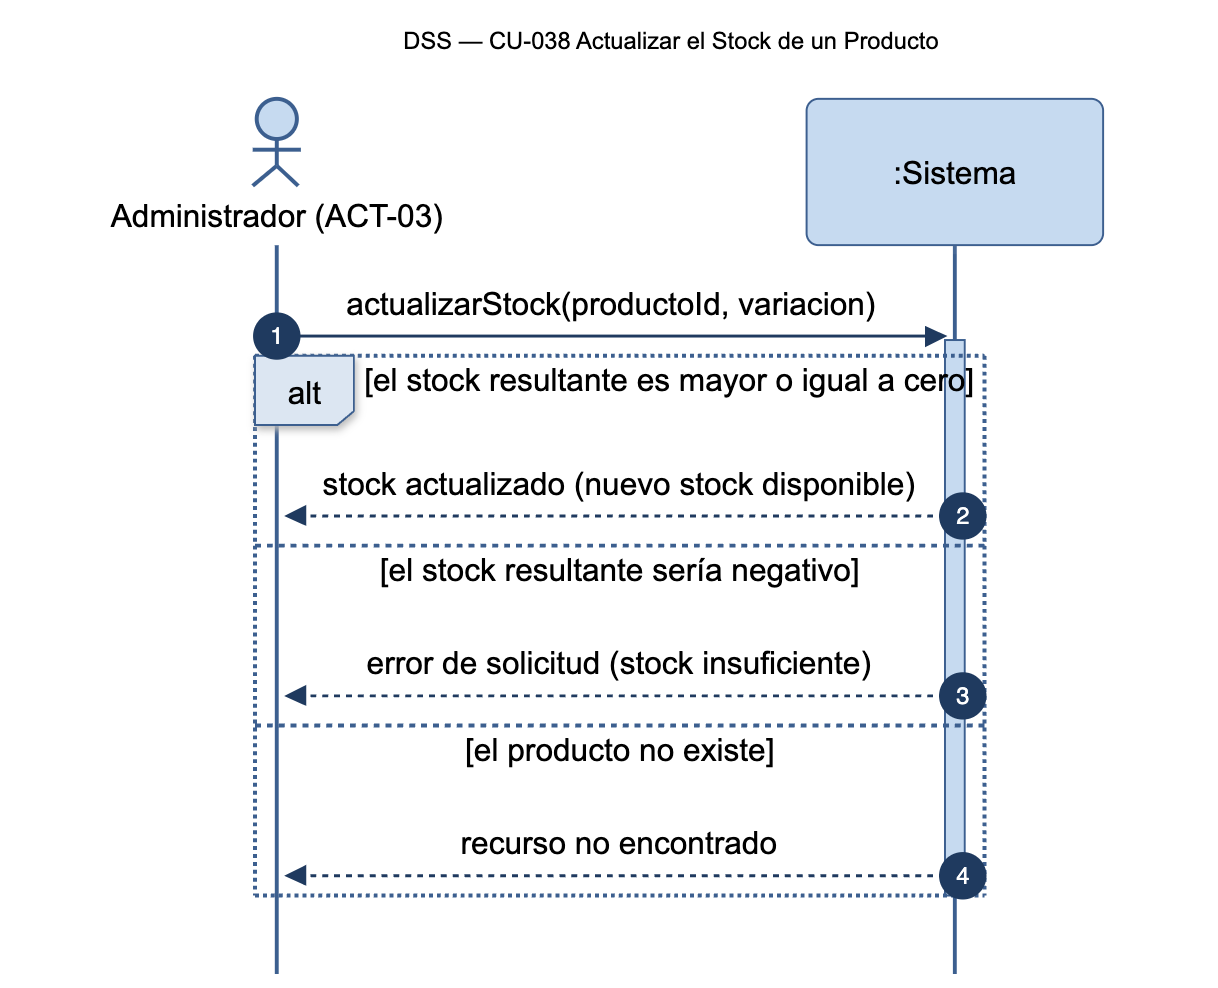 DSS — CU-038 Actualizar el Stock de un Producto
Administrador (ACT-03)
:Sistema
actualizarStock(productoId, variacion)
1
alt
[el stock resultante es mayor o igual a cero]
stock actualizado (nuevo stock disponible)
2
[el stock resultante sería negativo]
error de solicitud (stock insuficiente)
3
[el producto no existe]
recurso no encontrado
4